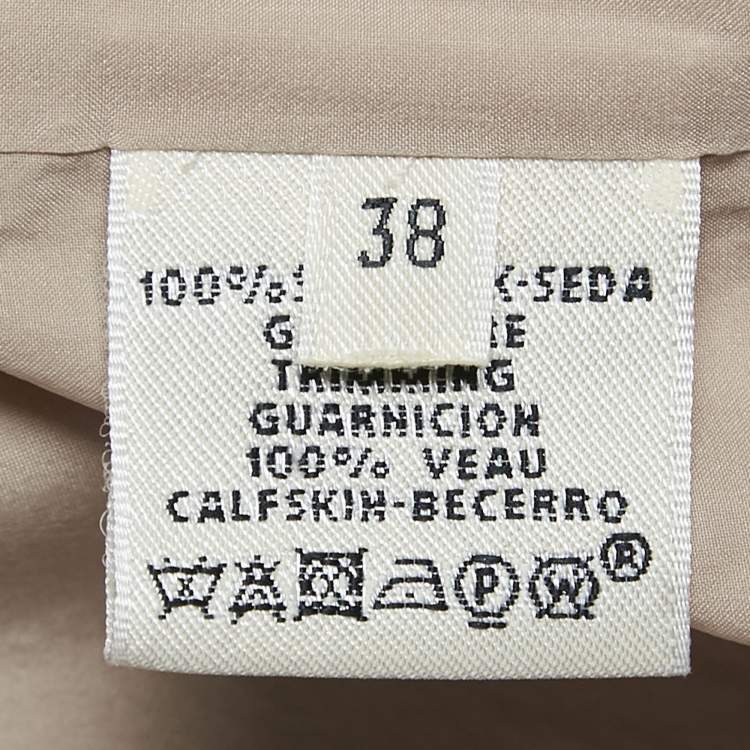 38
100% K-SEDA
TRIMMING
GUARNICION
100% VEAU
CALFSKIN-BECERRO
P W ®